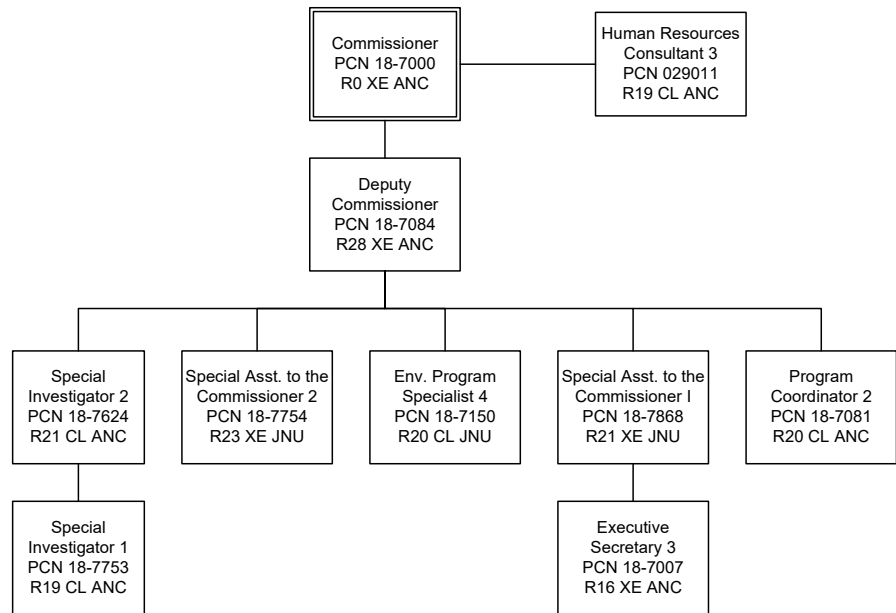 Commissioner
PCN 18-7000
R0 XE ANC
Human Resources
Consultant 3
PCN 029011
R19 CL ANC
Deputy
Commissioner
PCN 18-7084
R28 XE ANC
Special
Investigator 2
PCN 18-7624
R21 CL ANC
Special Asst. to the
Commissioner 2
PCN 18-7754
R23 XE JNU
Env. Program
Specialist 4
PCN 18-7150
R20 CL JNU
Special Asst. to the
Commissioner I
PCN 18-7868
R21 XE JNU
Program
Coordinator 2
PCN 18-7081
R20 CL ANC
Special
Investigator 1
PCN 18-7753
R19 CL ANC
Executive
Secretary 3
PCN 18-7007
R16 XE ANC